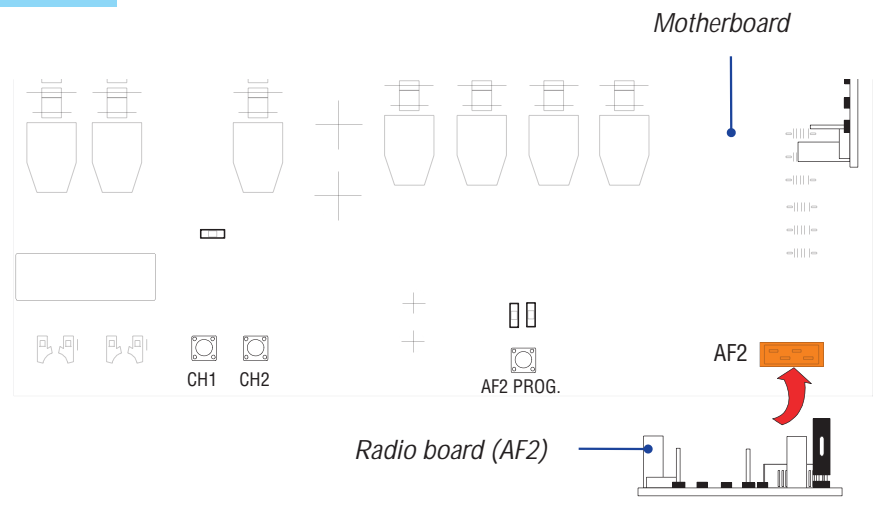 Motherboard
AF2
CH1
CH2
AF2 PROG.
Radio board (AF2)